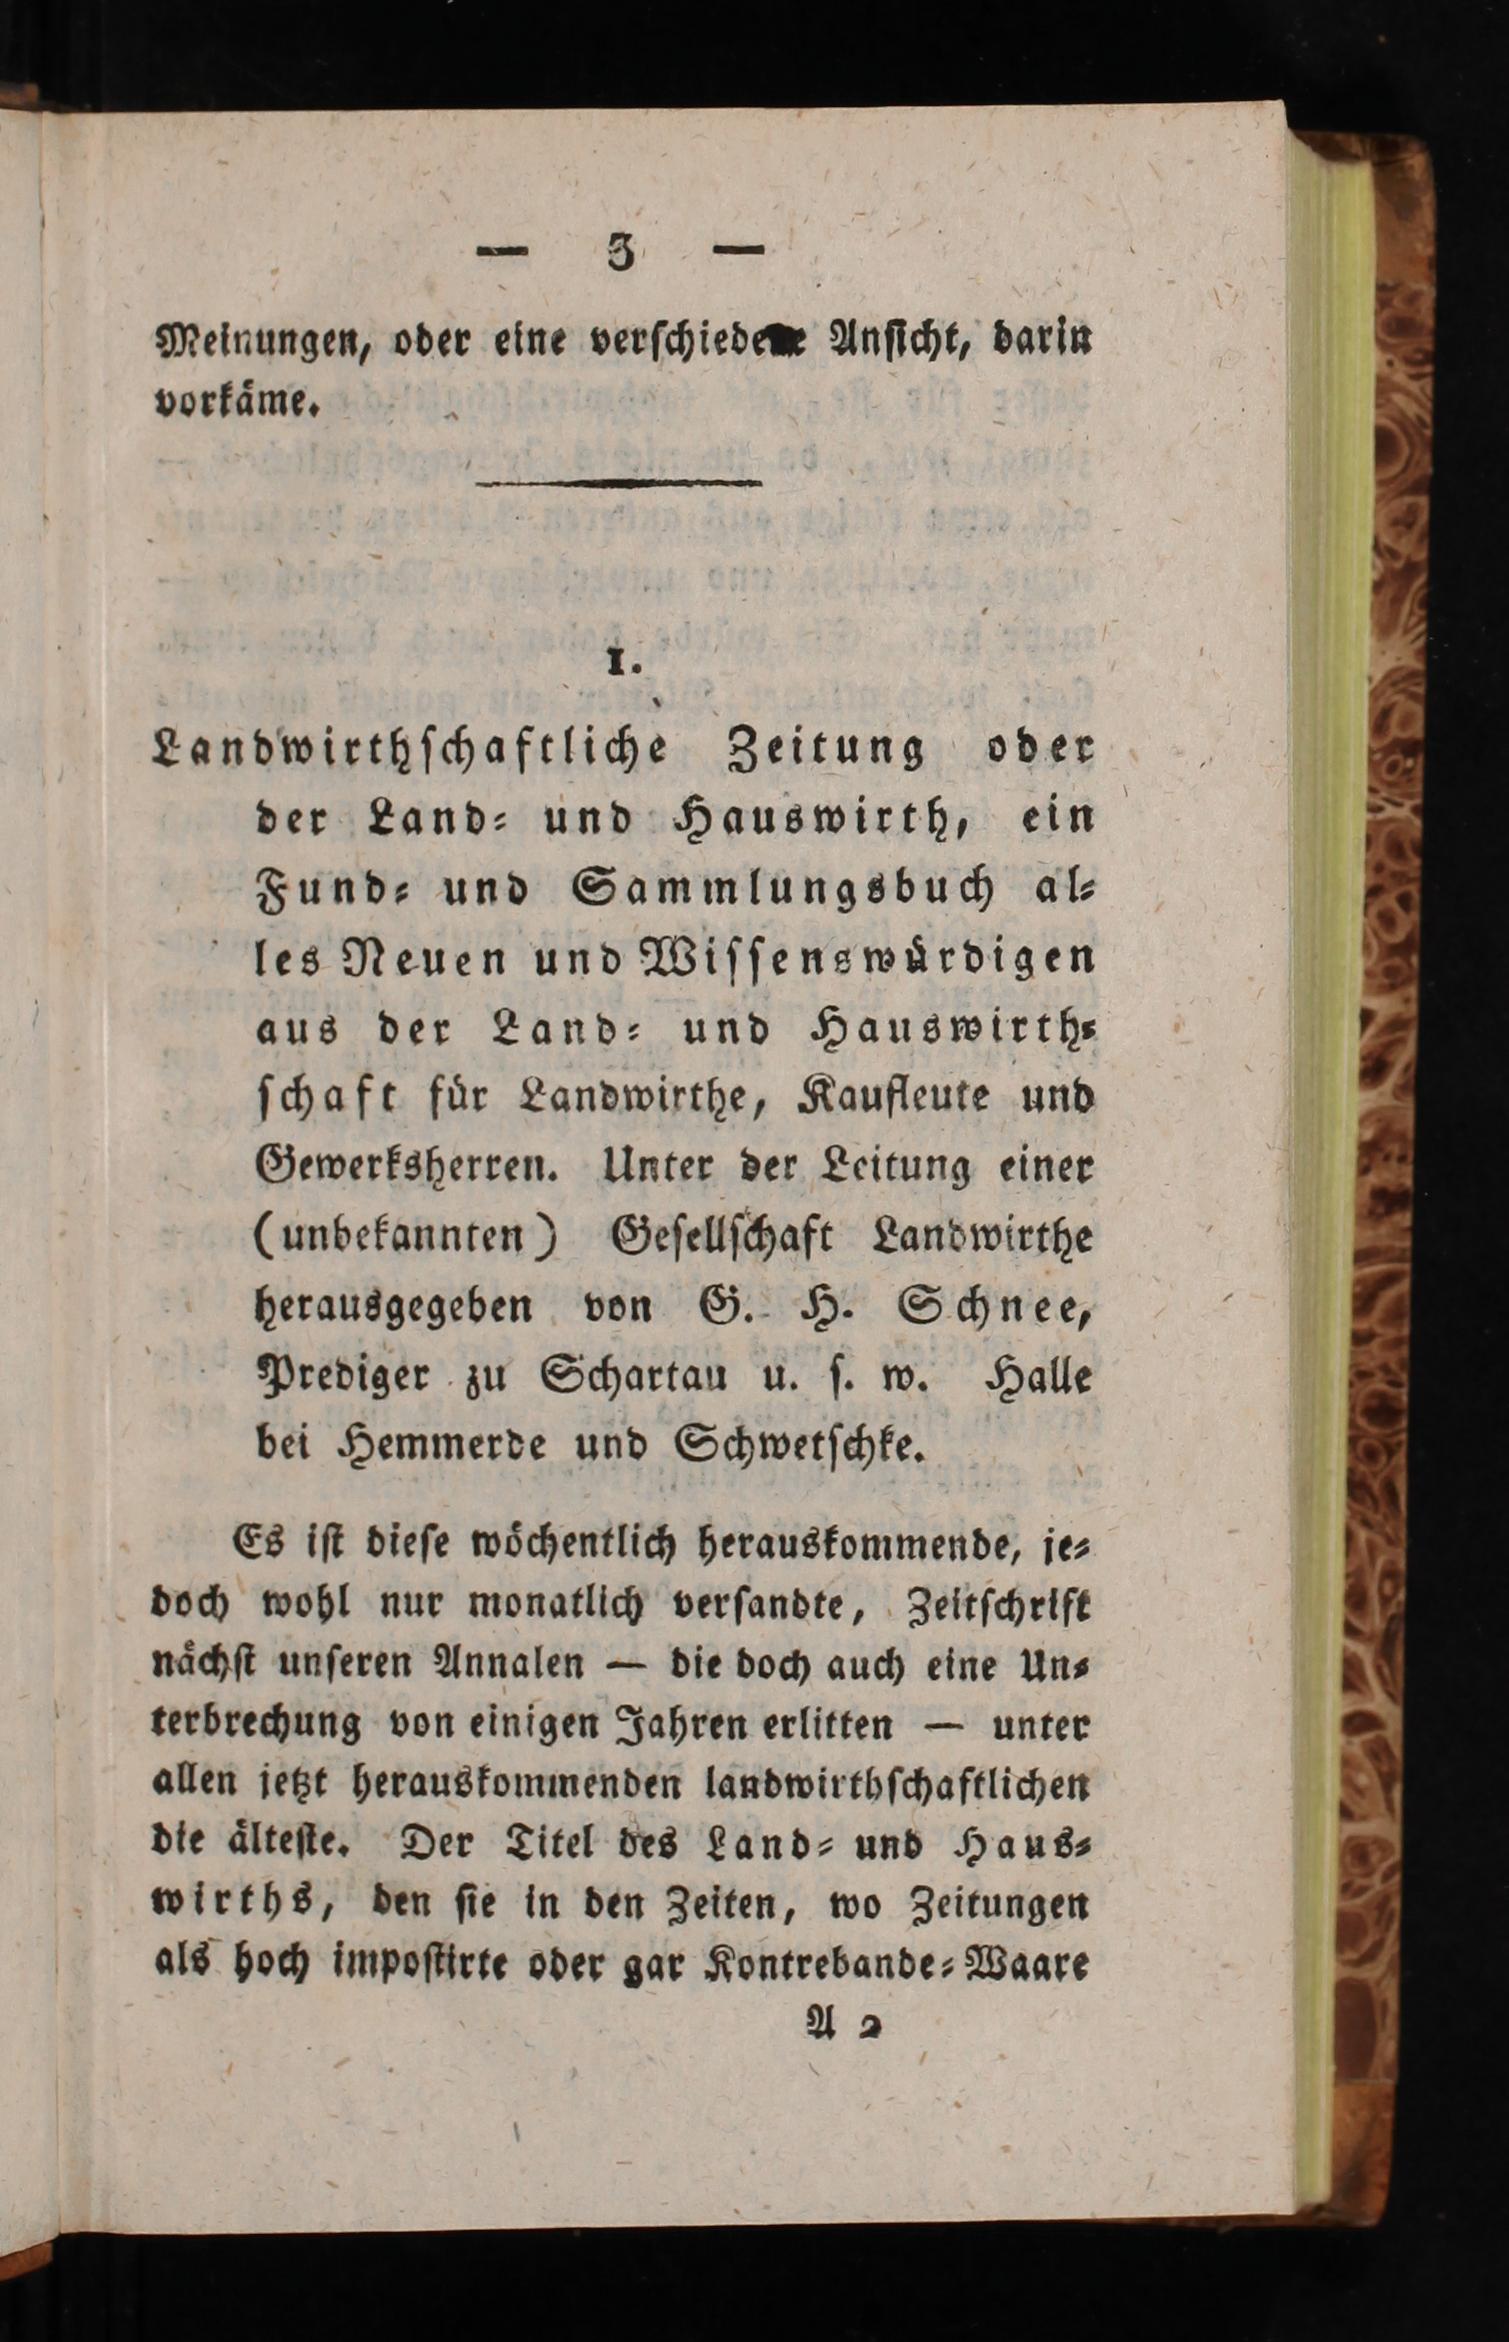 — 3 —
Meinungen, oder eine verſchiedene Anſicht, darin
vorkäme.
1.
Landwirthſchaftliche Zeitung oder
der Land- und Hauswirth, ein
Fund- und Sammlungsbuch al-
les Neuen und Wiſſenswürdigen
aus der Land- und Hauswirth-
ſchaft für Landwirthe, Kaufleute und
Gewerksherren. Unter der Leitung einer
(unbekannten) Geſellſchaft Landwirthe
herausgegeben von G. H. Schnee,
Prediger zu Schartau u. ſ. w. Halle
bei Hemmerde und Schwetſchke.
Es iſt dieſe wöchentlich herauskommende, je-
doch wohl nur monatlich verſandte, Zeitſchrift
nächſt unſeren Annalen — die doch auch eine Un-
terbrechung von einigen Jahren erlitten — unter
allen jetzt herauskommenden landwirthſchaftlichen
die älteſte. Der Titel des Land- und Haus-
wirths, den ſie in den Zeiten, wo Zeitungen
als hoch impoſtirte oder gar Kontrebande-Waare
A 2